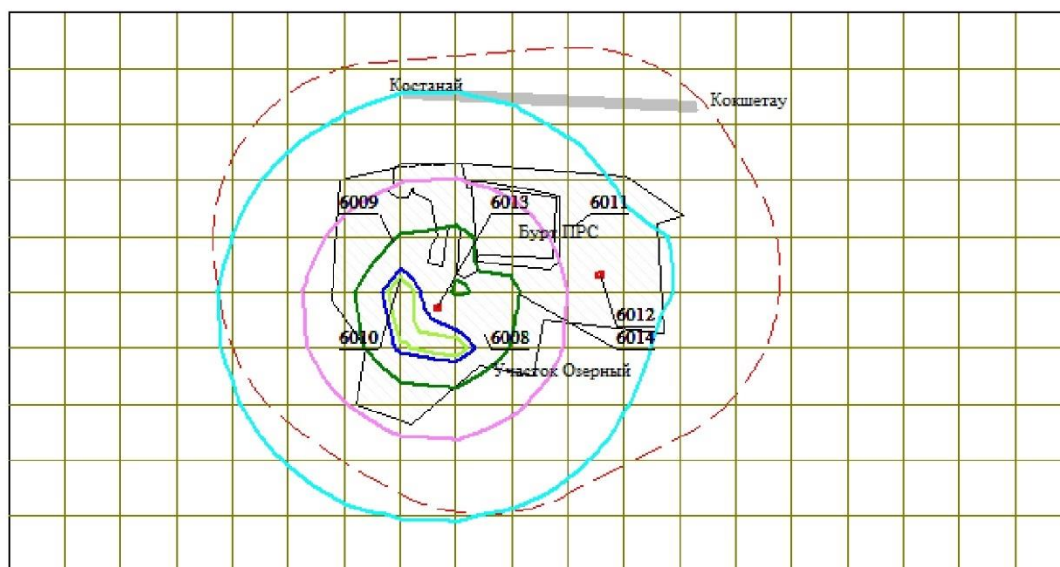 Костанай
Кокшетау
6009
6013
6011
Бурт ПРС
6012
6010
6008
6014
Участок Озерный